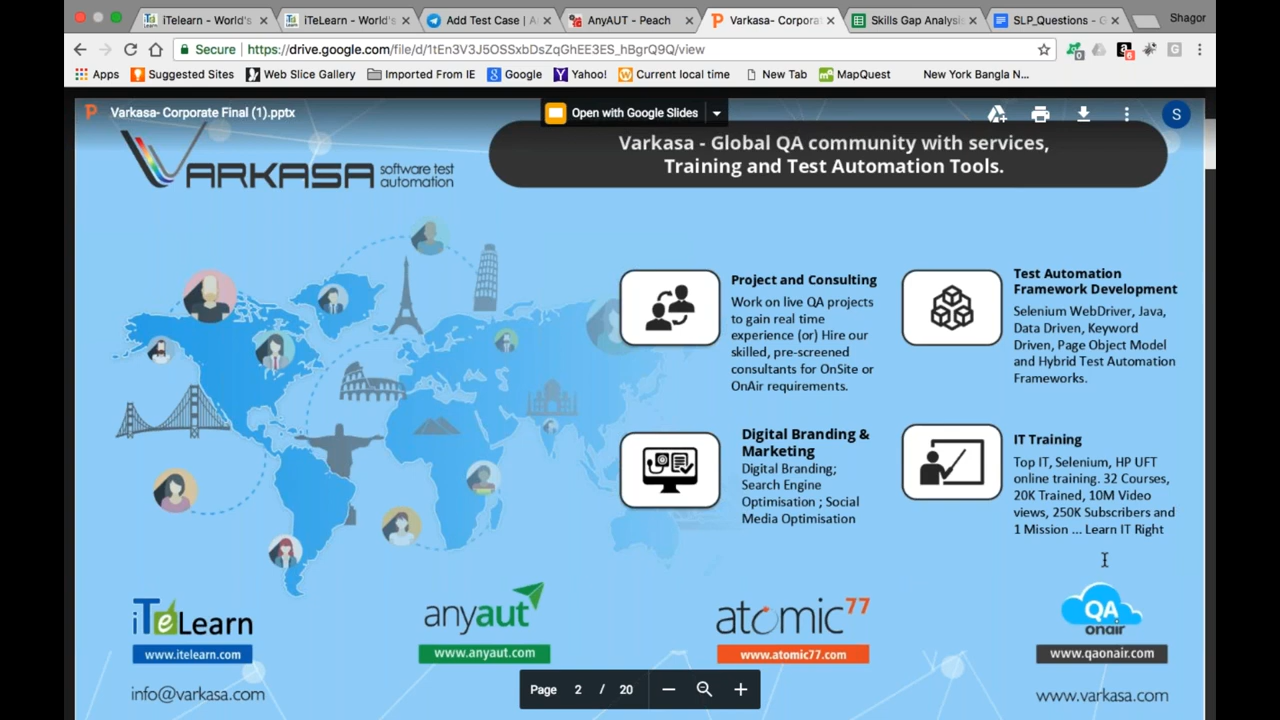 iTelearn - World's
iTeLearn - World's
Add Test Case | A
AnyAUT - Peach
Varkasa- Corporat
Skills Gap Analysis
SLP_Questions - G
Shagor
Secure
https://drive.google.com/file/d/1tEn3V3J5OSSxbDsZqGhEE3ES_hBgrQ9Q/view
Apps
Suggested Sites
Web Slice Gallery
Imported From IE
Google
Yahoo!
Current local time
New Tab
MapQuest
New York Bangla N...
Varkasa- Corporate Final (1).pptx
Open with Google Slides
S
VARKASA software test
automation
Varkasa - Global QA community with services,
Training and Test Automation Tools.
Project and Consulting
Work on live QA projects
to gain real time
experience (or) Hire our
skilled, pre-screened
consultants for OnSite or
OnAir requirements.
Test Automation
Framework Development
Selenium WebDriver, Java,
Data Driven, Keyword
Driven, Page Object Model
and Hybrid Test Automation
Frameworks.
Digital Branding &
Marketing
Digital Branding;
Search Engine
Optimisation ; Social
Media Optimisation
IT Training
Top IT, Selenium, HP UFT
online training. 32 Courses,
20K Trained, 10M Video
views, 250K Subscribers and
1 Mission ... Learn IT Right
iTeLearn
www.itelearn.com
anyaut
www.anyaut.com
atomic77
www.atomic77.com
QA
onair
www.qaonair.com
info@varkasa.com
Page 2 / 20
www.varkasa.com